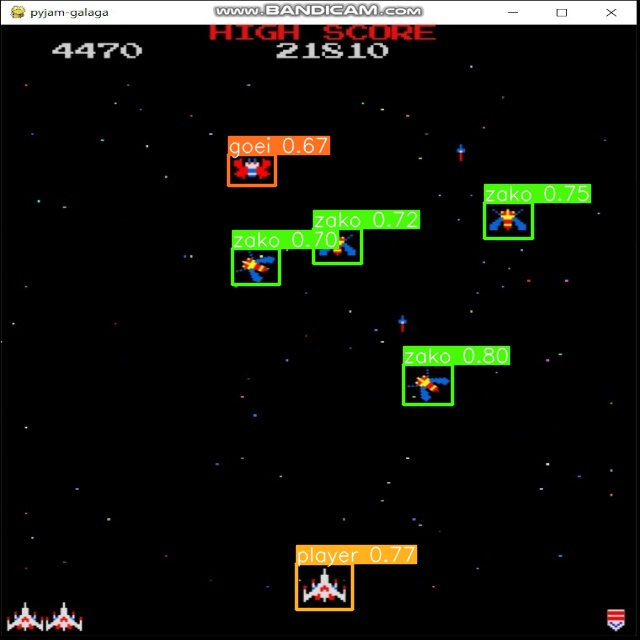 pyjam-galaga
www.BANDICAM.com
HIGH SCORE
4470 21810
goei 0.67
zako 0.75
zako 0.72
zako 0.70
zako 0.80
player 0.77